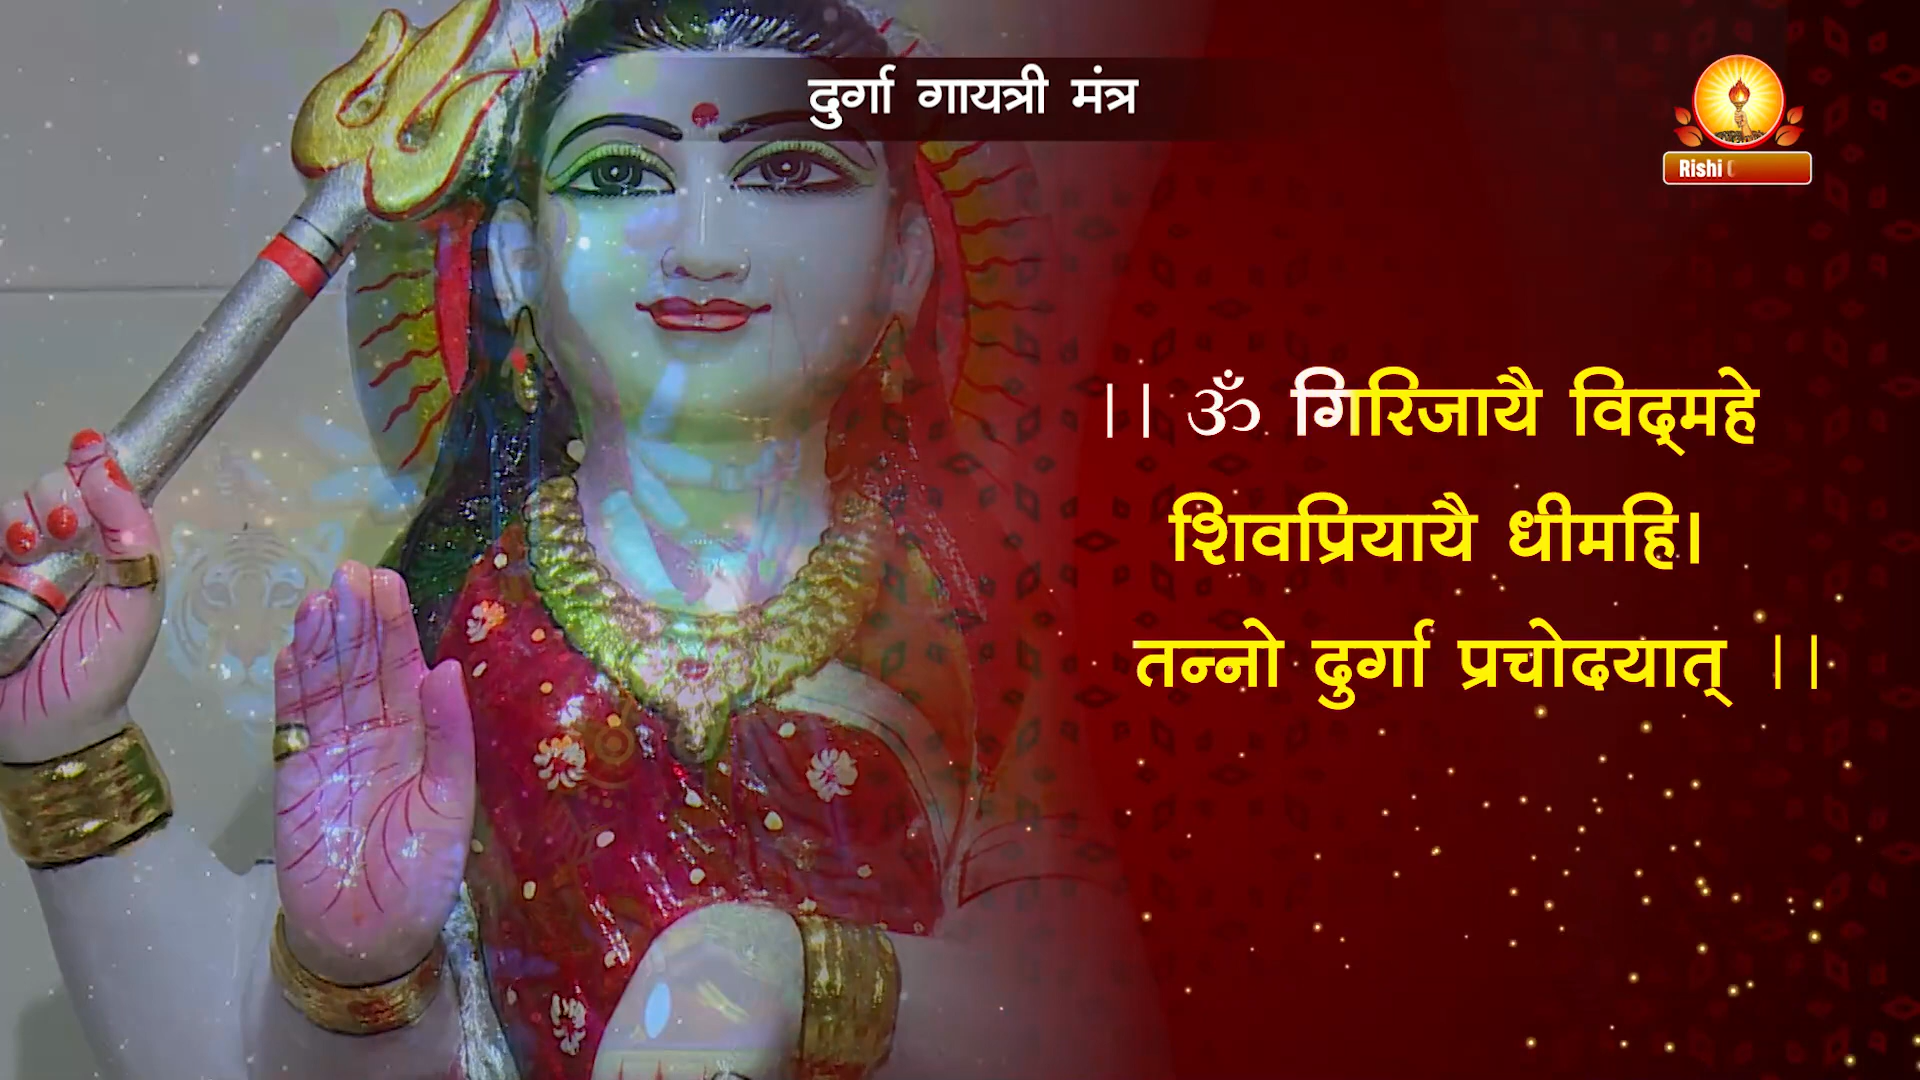 दुर्गा गायत्री मंत्र
Rishi
।। ॐ गिरिजायै विद्‌महे
शिवप्रियायै धीमहि।
तन्नो दुर्गा प्रचोदयात् ।।